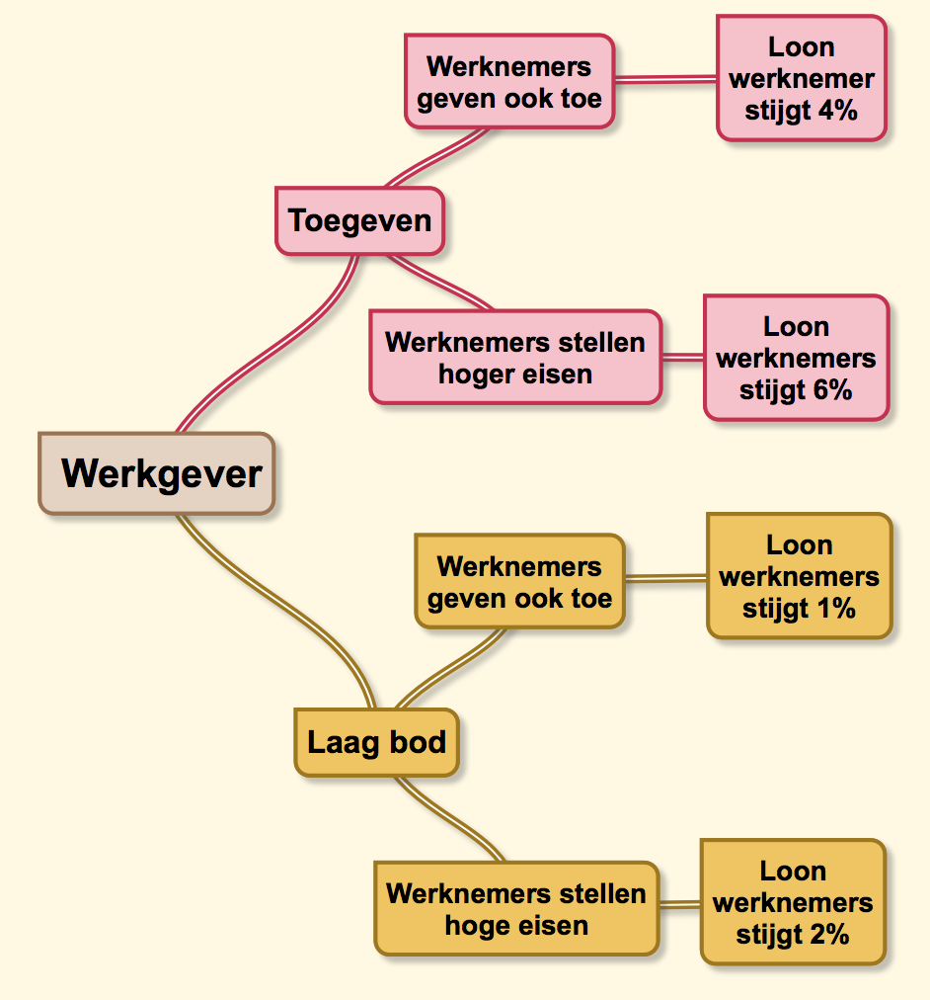 Werknemers
geven ook toe
Loon
werknemer
stijgt 4%
Toegeven
Werknemers stellen
hoger eisen
Loon
werknemers
stijgt 6%
Werkgever
Werknemers
geven ook toe
Loon
werknemers
stijgt 1%
Laag bod
Werknemers stellen
hoge eisen
Loon
werknemers
stijgt 2%